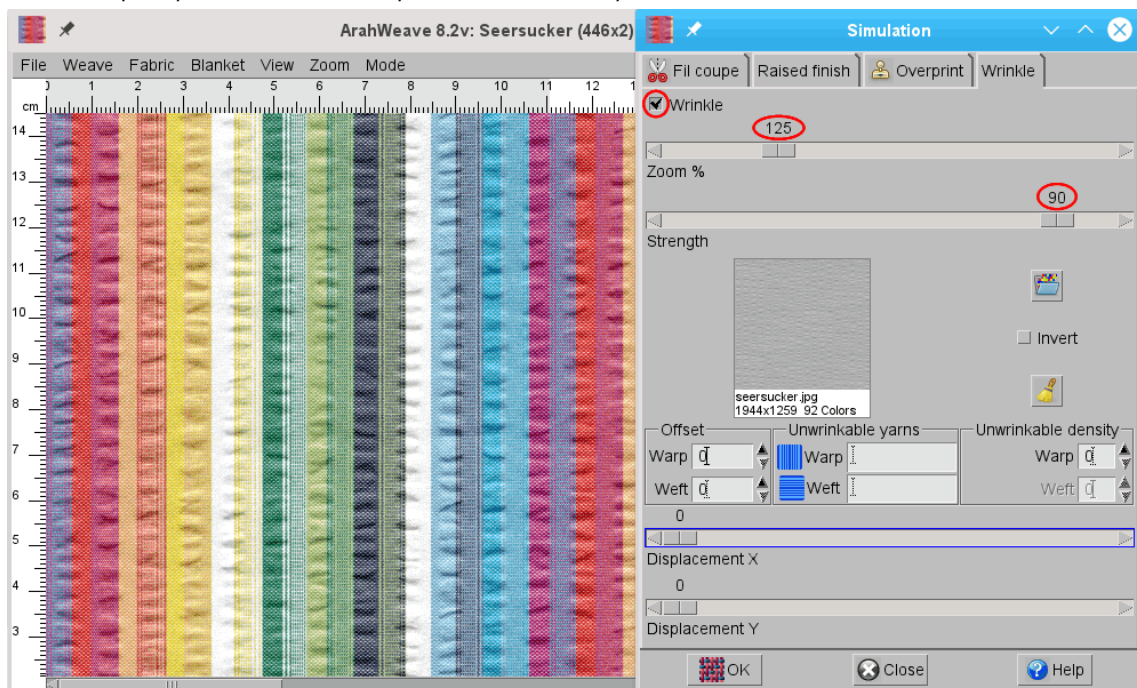 ArahWeave 8.2v: Seersucker (446x2)
File Weave Fabric Blanket View Zoom Mode
1 2 3 4 5 6 7 8 9 10 11 12
cm
14
13
12
11
10
9
8
7
6
5
4
3
Simulation
Fil coupe Raised finish Overprint Wrinkle
Wrinkle
125
Zoom %
90
Strength
seersucker.jpg
1944x1259 92 Colors
Invert
Offset Unwrinkable yarns Unwrinkable density
Warp 0 Warp Warp 0
Weft 0 Weft Weft 0
0
Displacement X
0
Displacement Y
OK Close Help